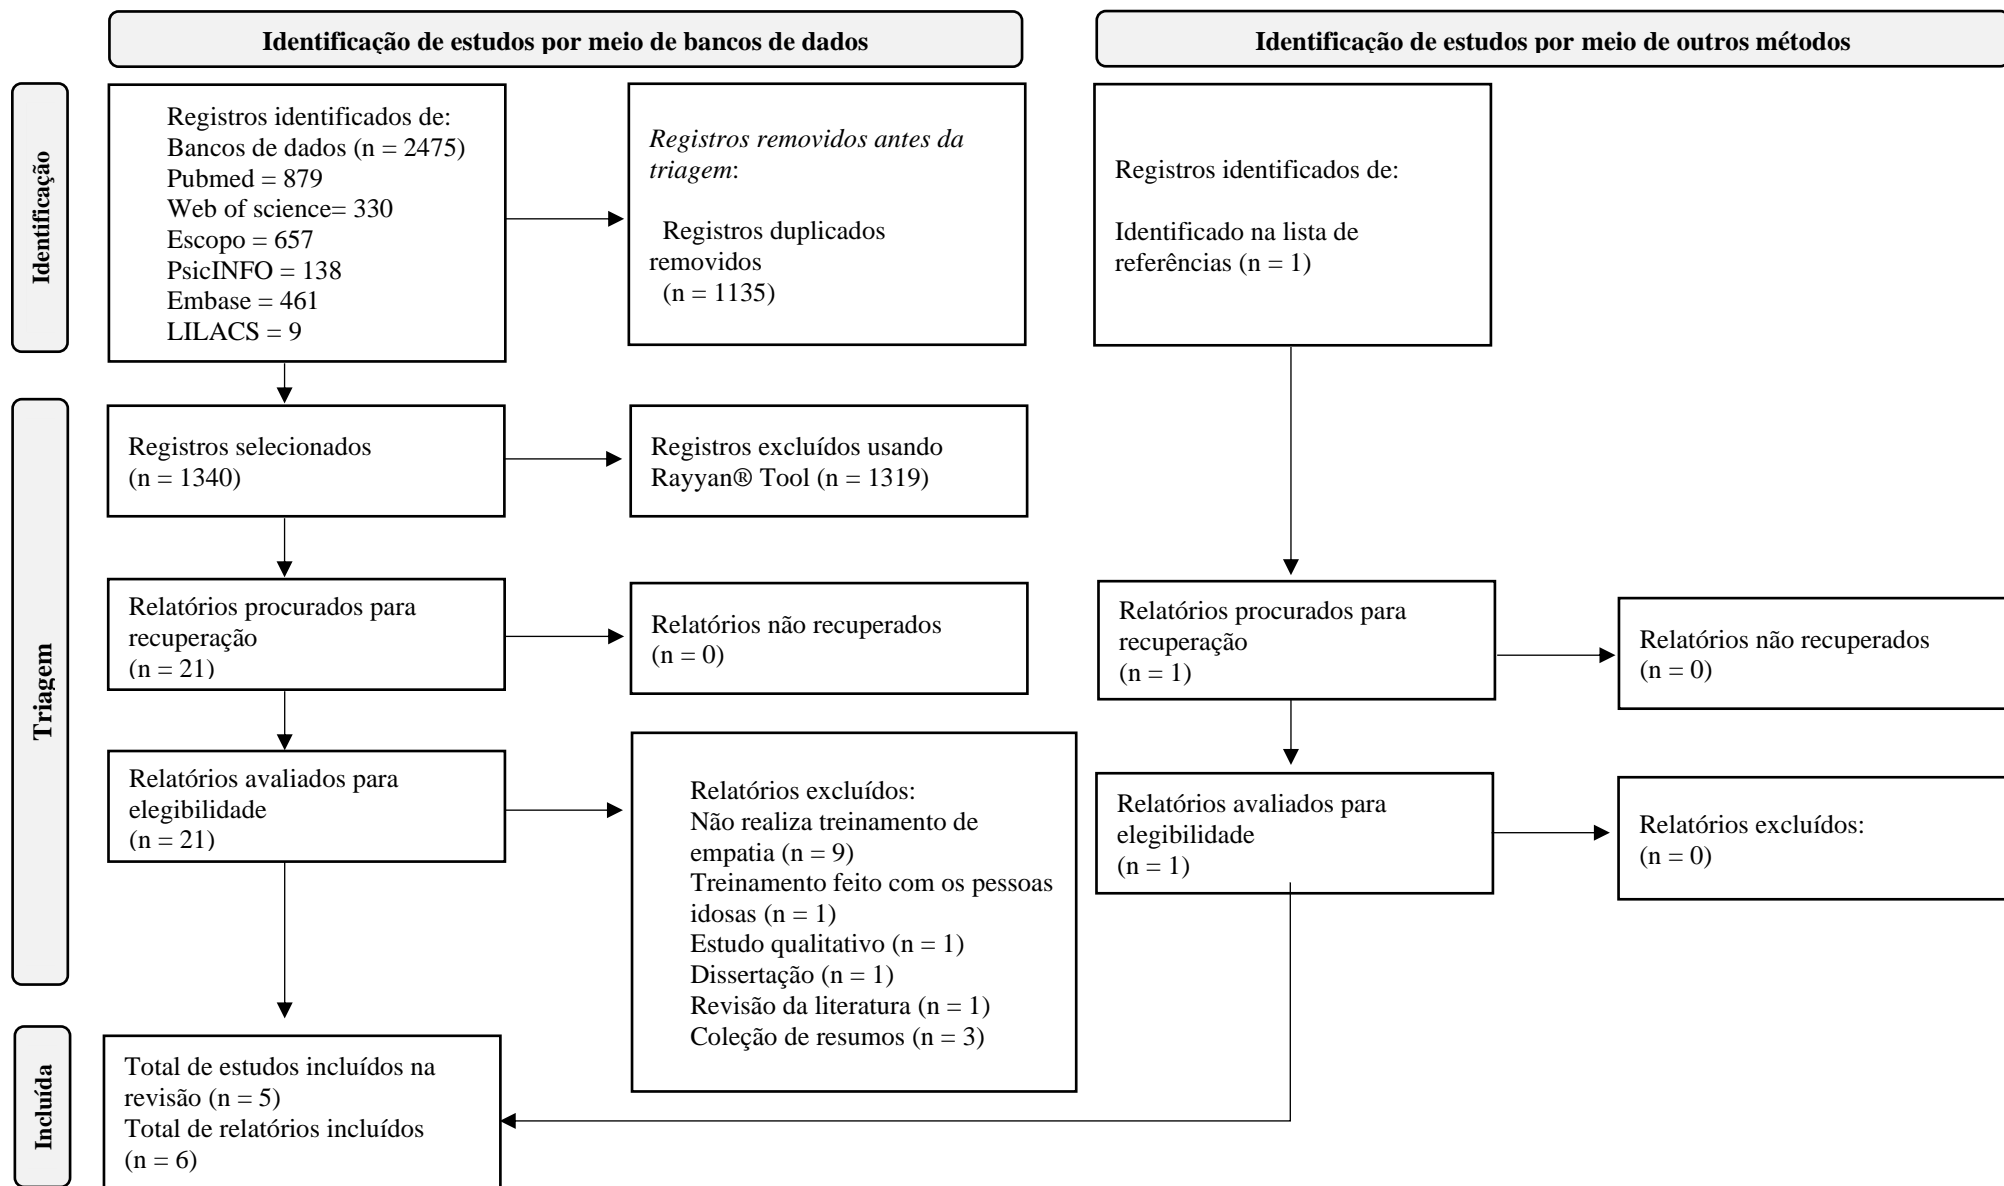 Identificação de estudos por meio de bancos de dados
Identificação de estudos por meio de outros métodos
Identificação
Registros identificados de:
Bancos de dados (n = 2475)
Pubmed = 879
Web of science= 330
Escopo = 657
PsicINFO = 138
Embase = 461
LILACS = 9
Registros removidos antes da
triagem:
Registros duplicados
removidos
(n = 1135)
Registros identificados de:
Identificado na lista de
referências (n = 1)
Triagem
Registros selecionados
(n = 1340)
Registros excluídos usando
Rayyan® Tool (n = 1319)
Relatórios procurados para
recuperação
(n = 21)
Relatórios não recuperados
(n = 0)
Relatórios procurados para
recuperação
(n = 1)
Relatórios não recuperados
(n = 0)
Relatórios avaliados para
elegibilidade
(n = 21)
Relatórios excluídos:
Não realiza treinamento de
empatia (n = 9)
Treinamento feito com os pessoas
idosas (n = 1)
Estudo qualitativo (n = 1)
Dissertação (n = 1)
Revisão da literatura (n = 1)
Coleção de resumos (n = 3)
Relatórios avaliados para
elegibilidade
(n = 1)
Relatórios excluídos:
(n = 0)
Incluída
Total de estudos incluídos na
revisão (n = 5)
Total de relatórios incluídos
(n = 6)